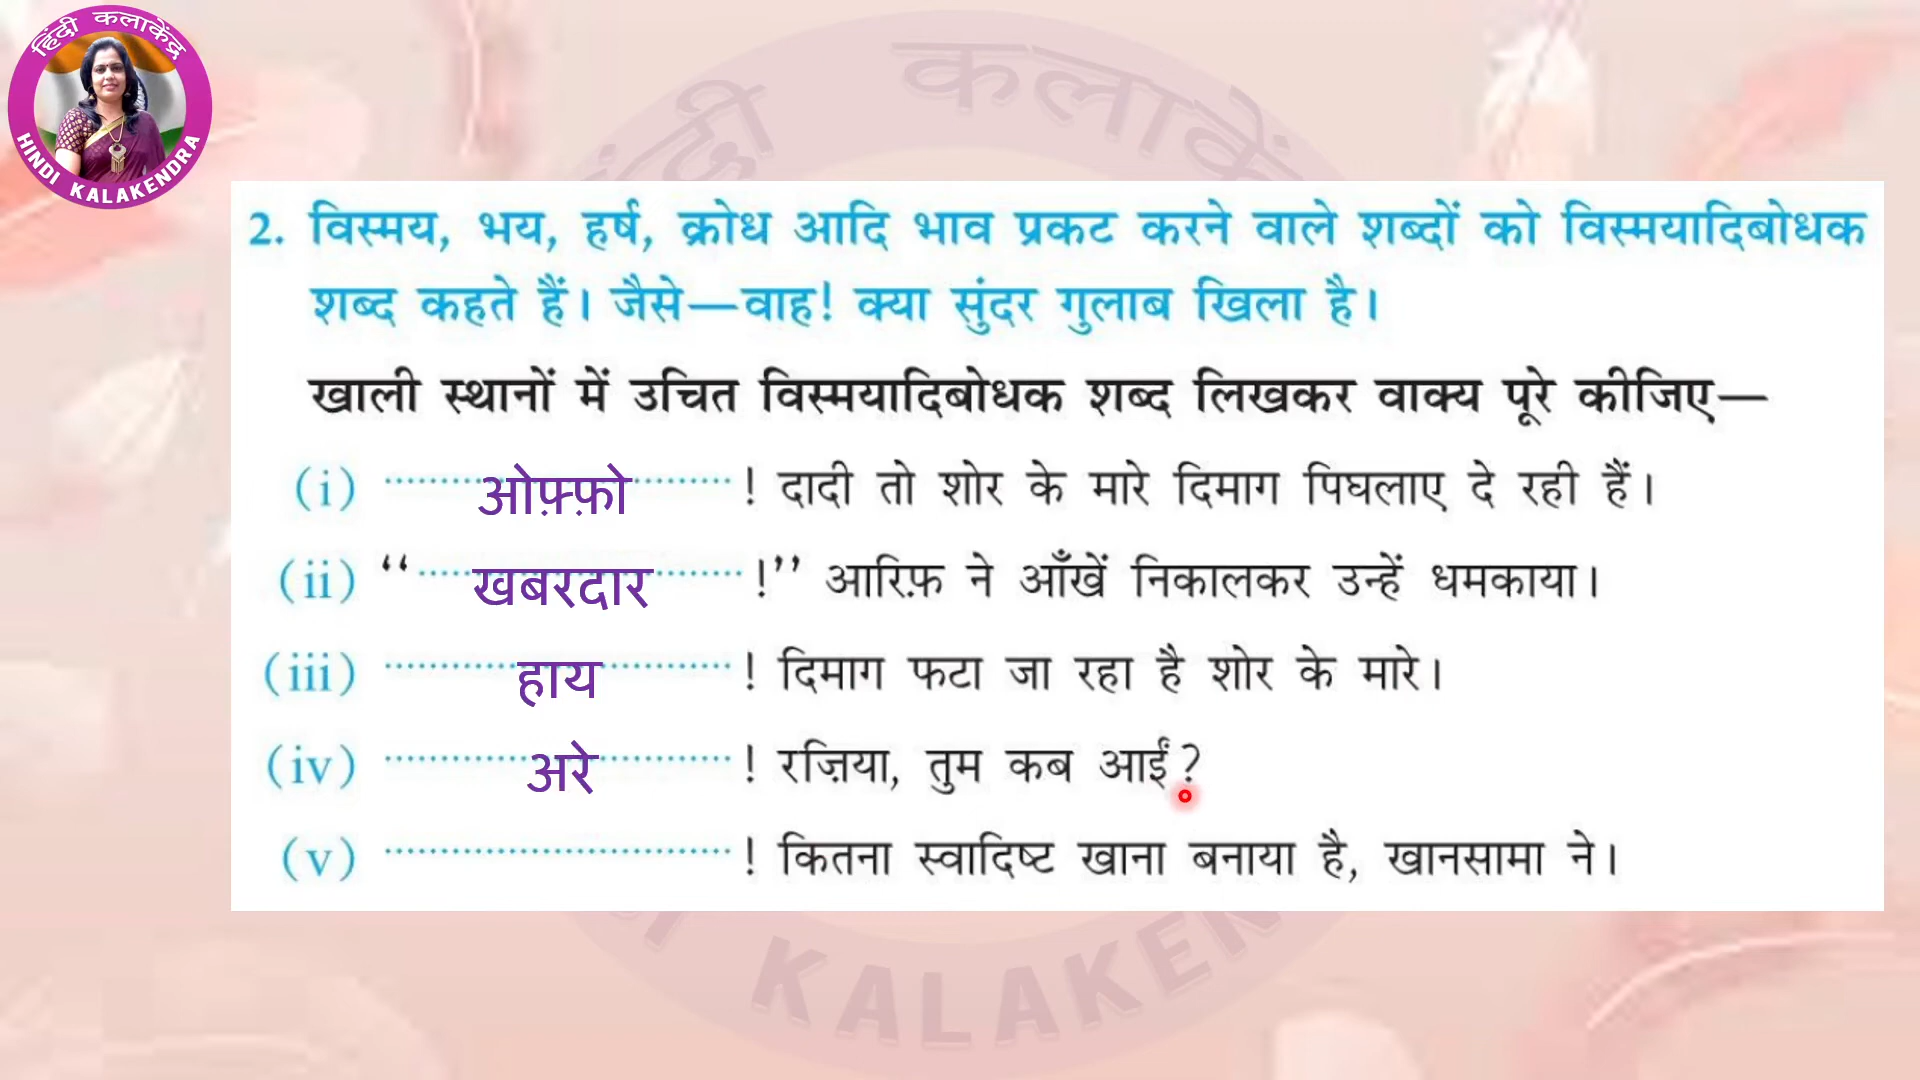 हिंदी कलाकेंद्र
HINDI KALAKENDRA
2. विस्मय, भय, हर्ष, क्रोध आदि भाव प्रकट करने वाले शब्दों को विस्मयादिबोधक
शब्द कहते हैं। जैसे—वाह! क्या सुंदर गुलाब खिला है।
खाली स्थानों में उचित विस्मयादिबोधक शब्द लिखकर वाक्य पूरे कीजिए—
(i) ओफ़्फ़ो ! दादी तो शोर के मारे दिमाग पिघलाए दे रही हैं।
(ii) “ खबरदार !” आरिफ़ ने आँखें निकालकर उन्हें धमकाया।
(iii) हाय ! दिमाग फटा जा रहा है शोर के मारे।
(iv) अरे ! रज़िया, तुम कब आईं?
(v) .............................. ! कितना स्वादिष्ट खाना बनाया है, खानसामा ने।